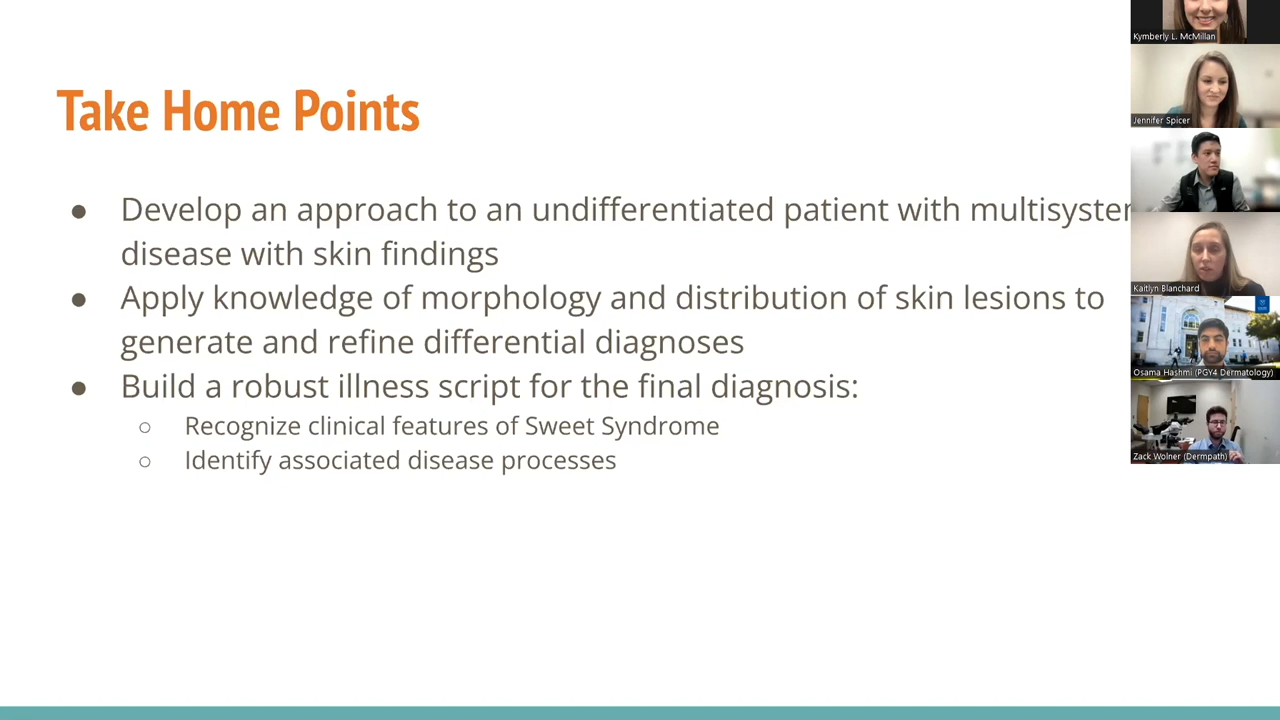 Take Home Points
● Develop an approach to an undifferentiated patient with multisyster
disease with skin findings
● Apply knowledge of morphology and distribution of skin lesions to
generate and refine differential diagnoses
● Build a robust illness script for the final diagnosis:
○ Recognize clinical features of Sweet Syndrome
○ Identify associated disease processes
Kymberly L. McMillan
Jennifer Spicer
Kaitlyn Blanchard
Osama Hashmi (PGY4 Dermatology)
Zack Wolner (Dermpath)